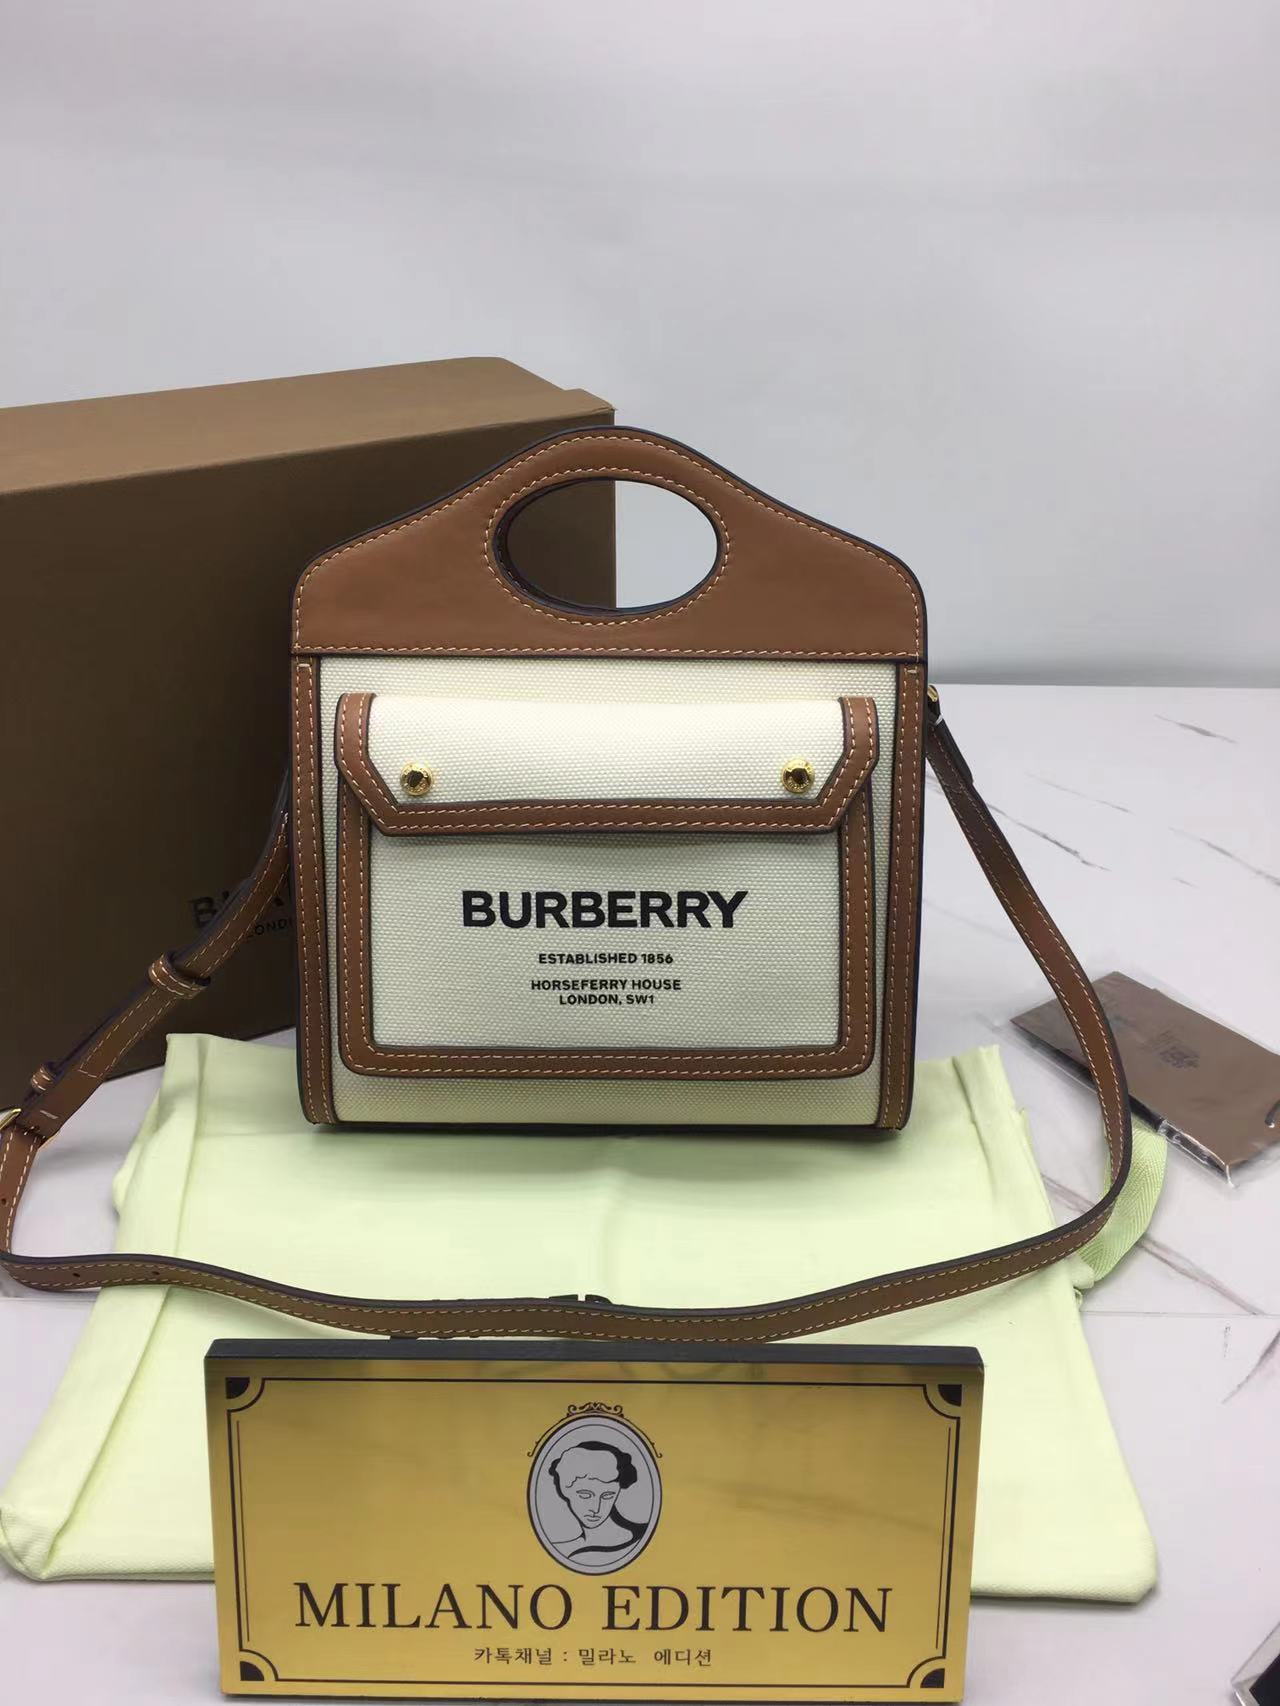 BURBERRY
ESTABLISHED 1856
HORSEFERRY HOUSE
LONDON, SW1
MILANO EDITION
카톡채널 : 밀라노 에디션